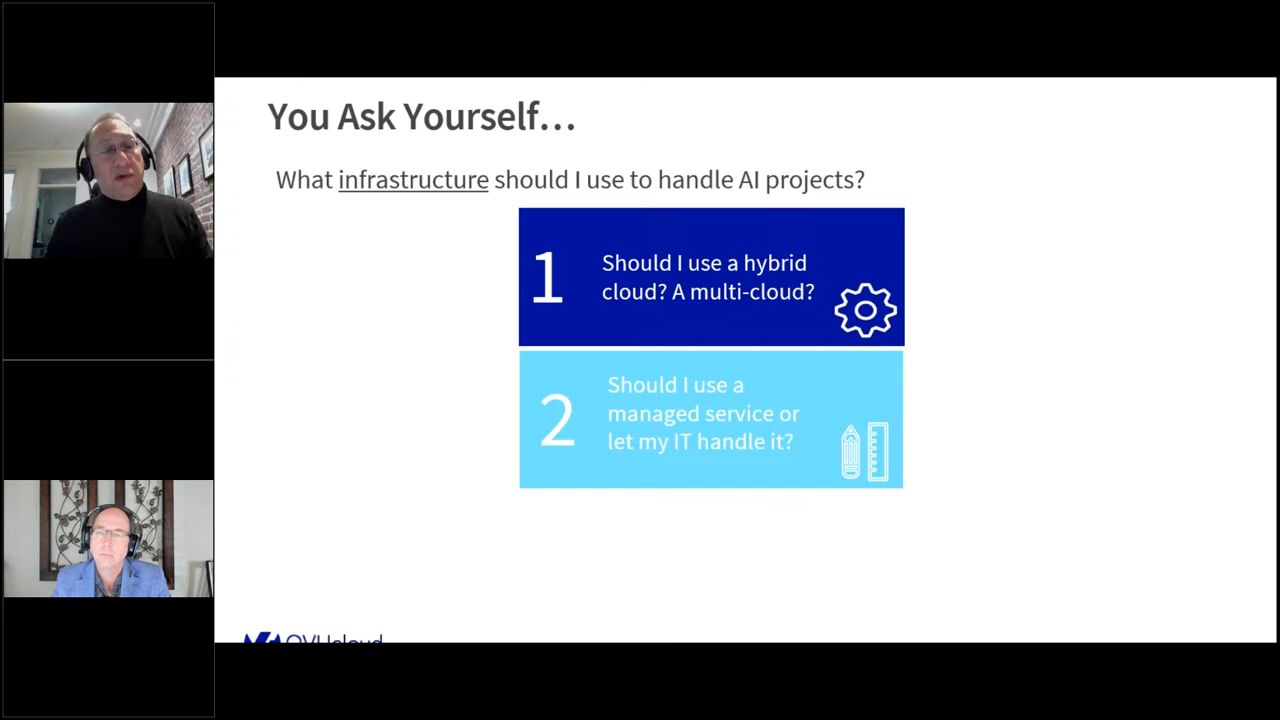 You Ask Yourself...
What infrastructure should I use to handle AI projects?
1
Should I use a hybrid
cloud? A multi-cloud?
2
Should I use a
managed service or
let my IT handle it?
OVHcloud